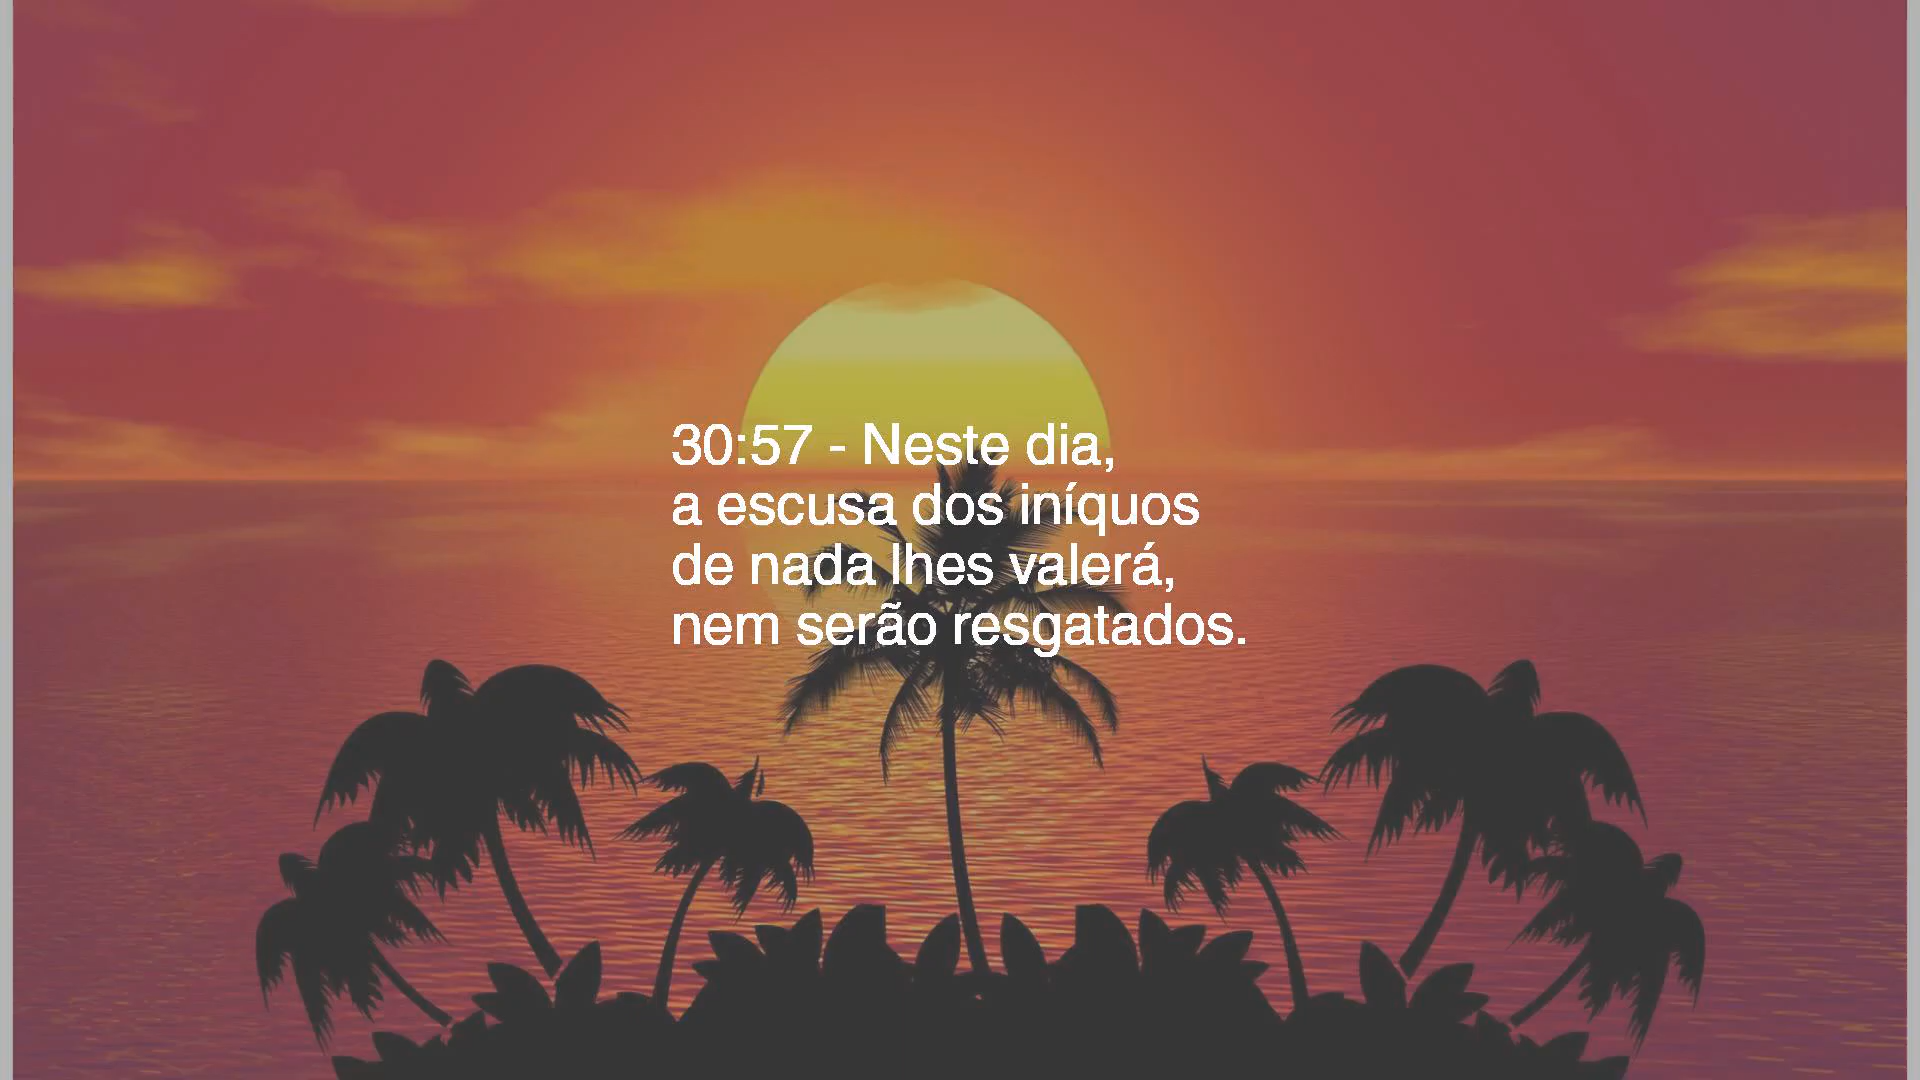 30:57 - Neste dia,
a escusa dos iníquos
de nada lhes valerá,
nem serão resgatados.